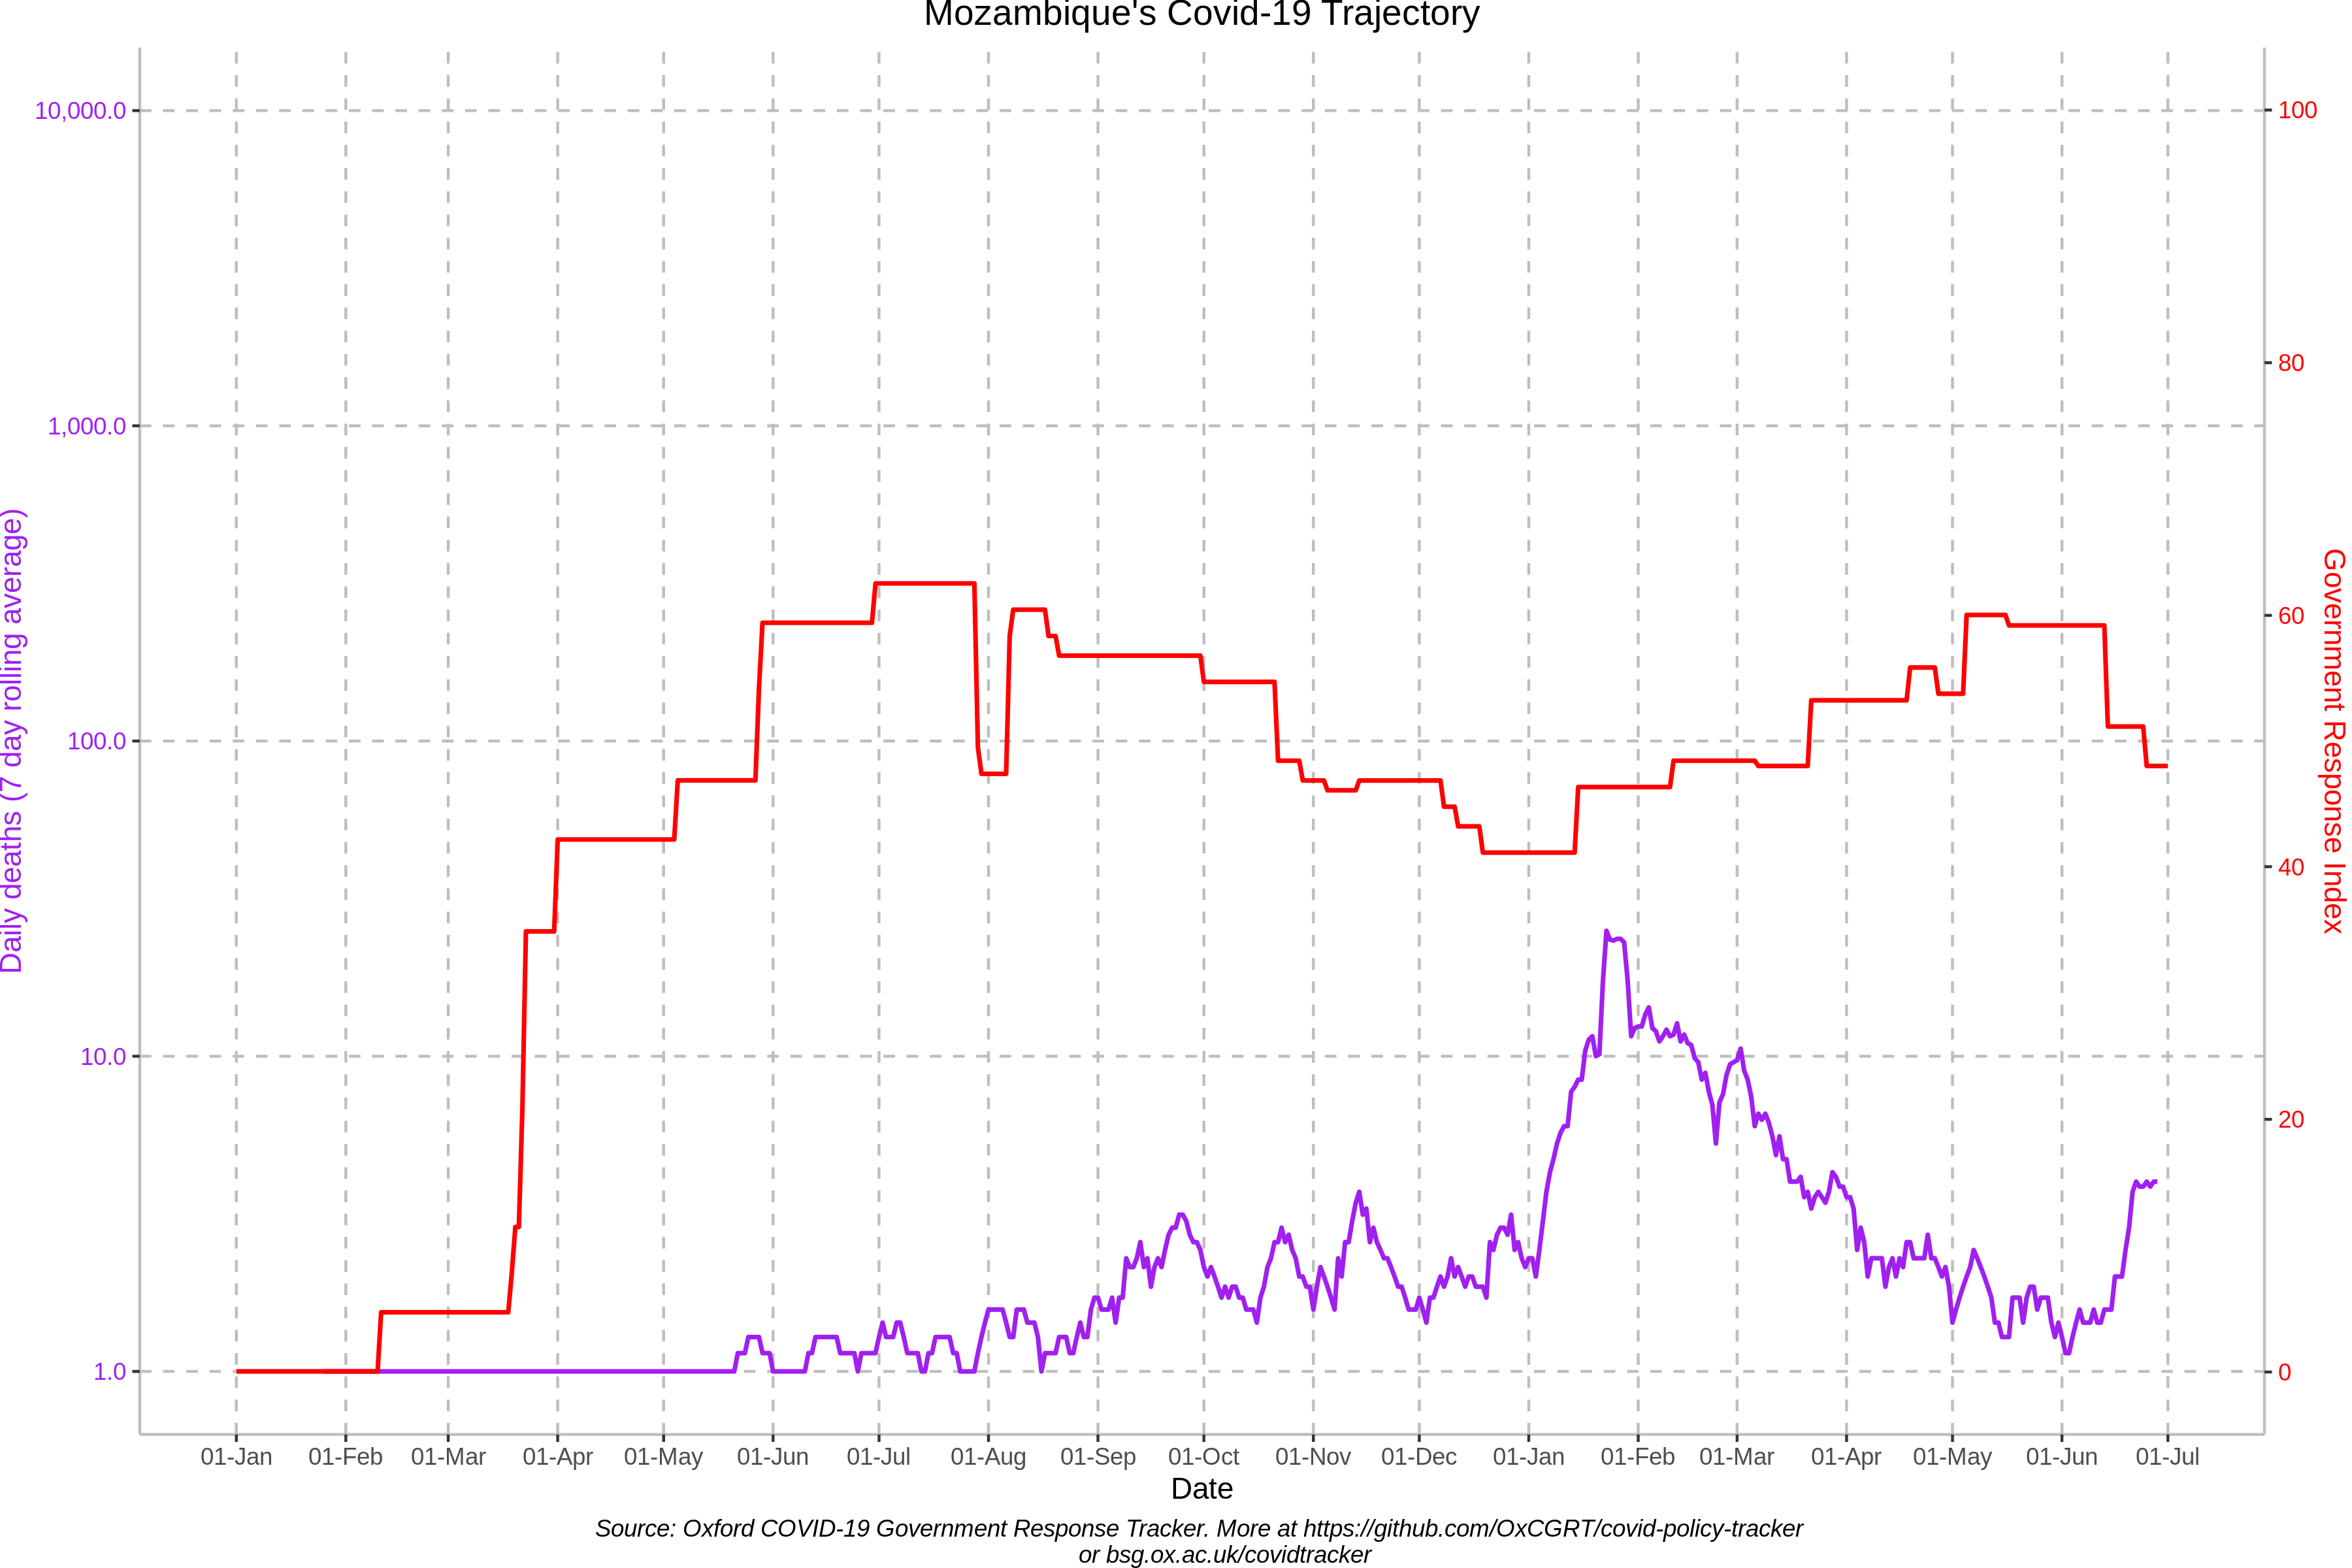 Mozambique's Covid-19 Trajectory
10,000.0
1,000.0
100.0
10.0
1.0
Daily deaths (7 day rolling average)
100
80
60
40
20
0
Government Response Index
01-Jan 01-Feb 01-Mar 01-Apr 01-May 01-Jun 01-Jul 01-Aug 01-Sep 01-Oct 01-Nov 01-Dec 01-Jan 01-Feb 01-Mar 01-Apr 01-May 01-Jun 01-Jul
Date
Source: Oxford COVID-19 Government Response Tracker. More at https://github.com/OxCGRT/covid-policy-tracker
or bsg.ox.ac.uk/covidtracker